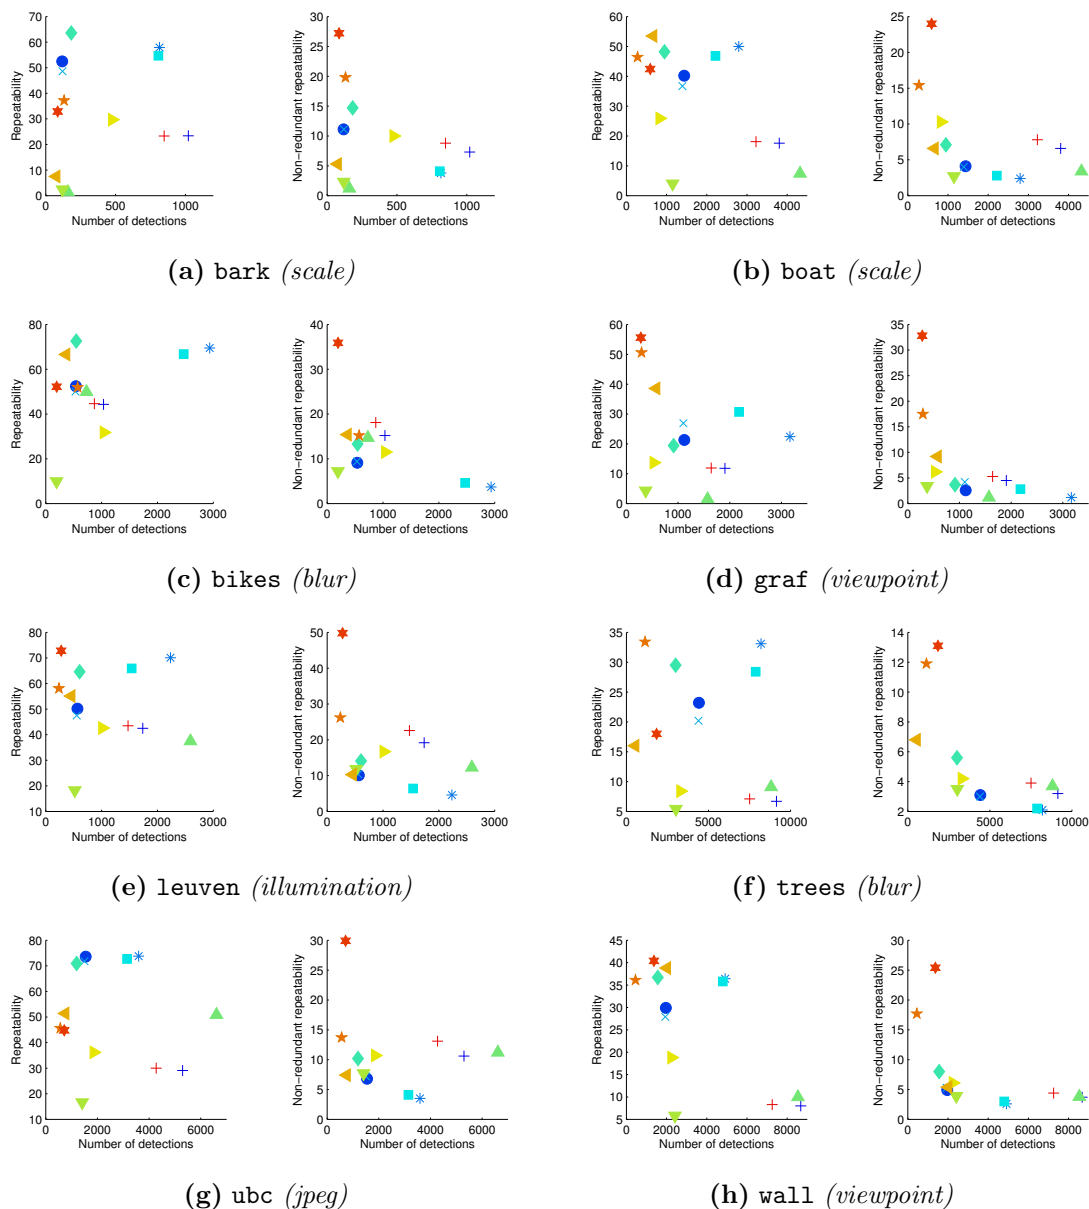 70
60
50
40
30
20
10
0
0 500 1000
Repeatability
Number of detections
30
25
20
15
10
5
0
0 500 1000
Non-redundant repeatability
Number of detections
(a) bark (scale)
60
50
40
30
20
10
0
0 1000 2000 3000 4000
Repeatability
Number of detections
25
20
15
10
5
0
0 1000 2000 3000 4000
Non-redundant repeatability
Number of detections
(b) boat (scale)
80
60
40
20
0
0 1000 2000 3000
Repeatability
Number of detections
40
30
20
10
0
0 1000 2000 3000
Non-redundant repeatability
Number of detections
(c) bikes (blur)
60
50
40
30
20
10
0
0 1000 2000 3000
Repeatability
Number of detections
35
30
25
20
15
10
5
0
0 1000 2000 3000
Non-redundant repeatability
Number of detections
(d) graf (viewpoint)
80
70
60
50
40
30
20
10
0 1000 2000 3000
Repeatability
Number of detections
50
40
30
20
10
0
0 1000 2000 3000
Non-redundant repeatability
Number of detections
(e) leuven (illumination)
35
30
25
20
15
10
5
0 5000 10000
Repeatability
Number of detections
14
12
10
8
6
4
2
0 5000 10000
Non-redundant repeatability
Number of detections
(f) trees (blur)
80
70
60
50
40
30
20
10
0 2000 4000 6000
Repeatability
Number of detections
30
25
20
15
10
5
0
0 2000 4000 6000
Non-redundant repeatability
Number of detections
(g) ubc (jpeg)
45
40
35
30
25
20
15
10
5
0 2000 4000 6000 8000
Repeatability
Number of detections
30
25
20
15
10
5
0
0 2000 4000 6000 8000
Non-redundant repeatability
Number of detections
(h) wall (viewpoint)